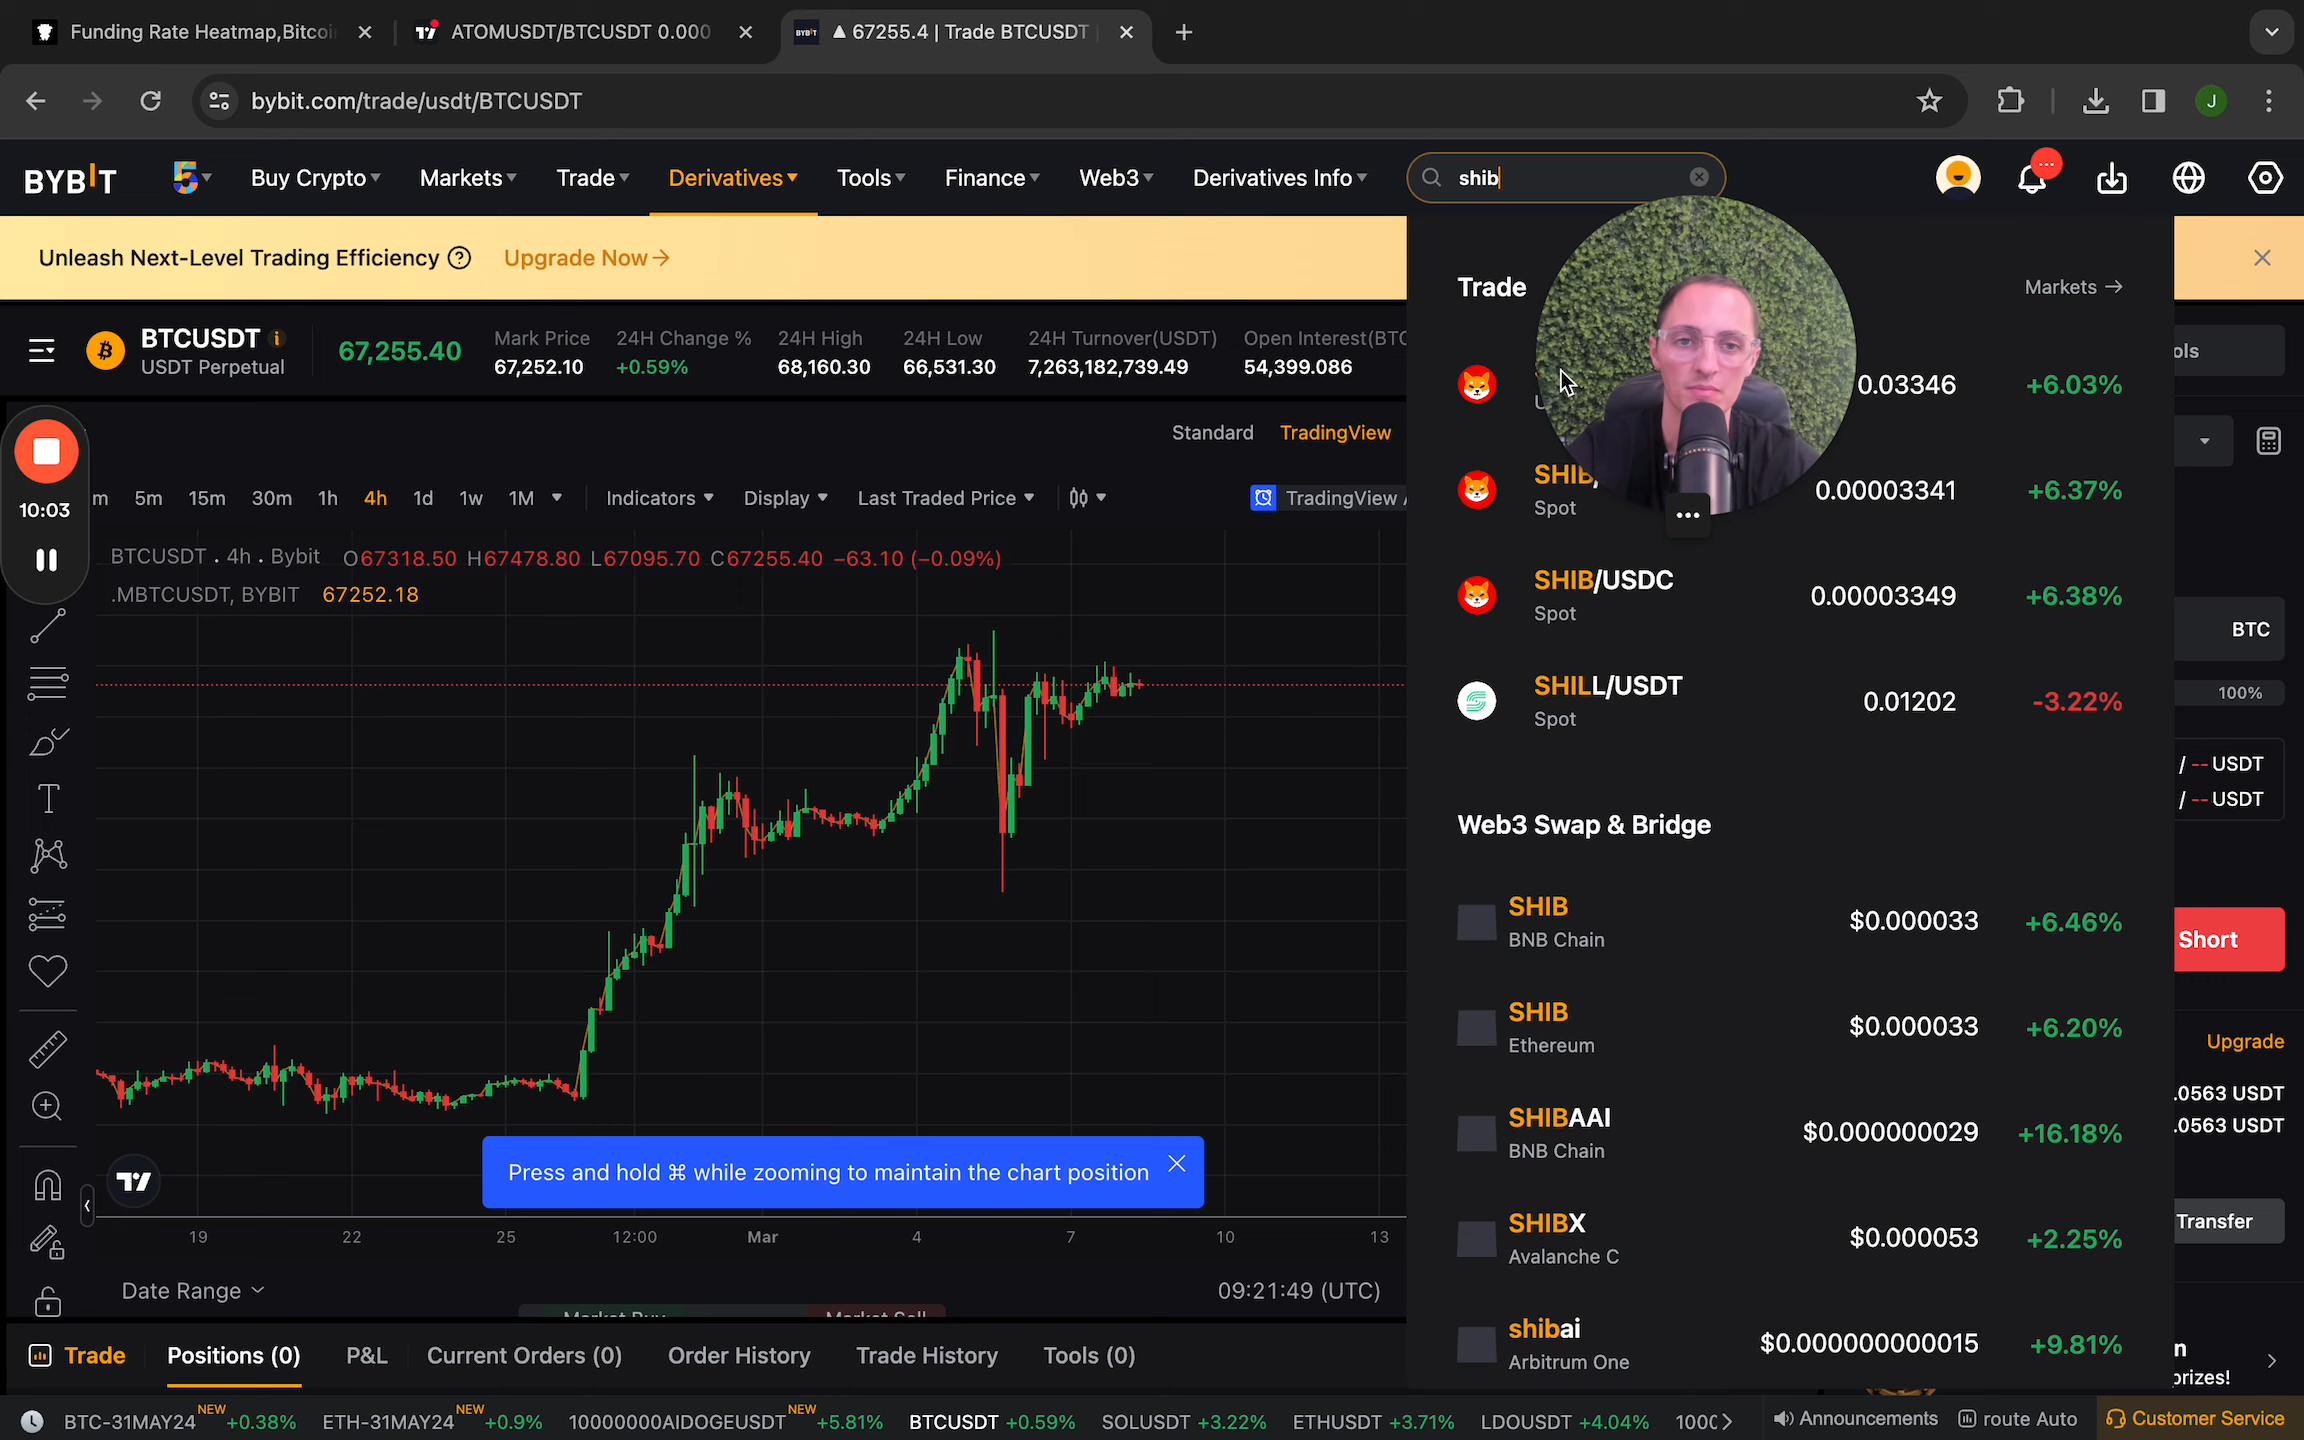 Funding Rate Heatmap,Bitcoi
ATOMUSDT/BTCUSDT 0.000
▲ 67255.4 | Trade BTCUSDT
bybit.com/trade/usdt/BTCUSDT
J
BYBIT
Buy Crypto
Markets
Trade
Derivatives
Tools
Finance
Web3
Derivatives Info
shib
Unleash Next-Level Trading Efficiency
Upgrade Now →
BTCUSDT
USDT Perpetual
67,255.40
Mark Price
67,252.10
24H Change %
+0.59%
24H High
68,160.30
24H Low
66,531.30
24H Turnover(USDT)
7,263,182,739.49
Open Interest(BTC
54,399.086
Standard
TradingView
10:03
m 5m 15m 30m 1h 4h 1d 1w 1M
Indicators
Display
Last Traded Price
TradingView
BTCUSDT . 4h . Bybit O67318.50 H67478.80 L67095.70 C67255.40 −63.10 (−0.09%)
.MBTCUSDT, BYBIT 67252.18
Press and hold ⌘ while zooming to maintain the chart position
19 22 25 12:00 Mar 4 7 10 13
Date Range
09:21:49 (UTC)
Trade
Markets →
0.03346 +6.03%
SHIB/
Spot
0.00003341 +6.37%
SHIB/USDC
Spot
0.00003349 +6.38%
SHILL/USDT
Spot
0.01202 -3.22%
Web3 Swap & Bridge
SHIB
BNB Chain
$0.000033 +6.46%
SHIB
Ethereum
$0.000033 +6.20%
SHIBAAI
BNB Chain
$0.000000029 +16.18%
SHIBX
Avalanche C
$0.000053 +2.25%
shibai
Arbitrum One
$0.000000000015 +9.81%
ols
BTC
100%
/ -- USDT
/ -- USDT
Short
Upgrade
.0563 USDT
.0563 USDT
Transfer
prizes!
Trade
Positions (0)
P&L
Current Orders (0)
Order History
Trade History
Tools (0)
BTC-31MAY24 NEW +0.38%
ETH-31MAY24 NEW +0.9%
10000000AIDOGEUSDT NEW +5.81%
BTCUSDT +0.59%
SOLUSDT +3.22%
ETHUSDT +3.71%
LDOUSDT +4.04%
Announcements
route Auto
Customer Service